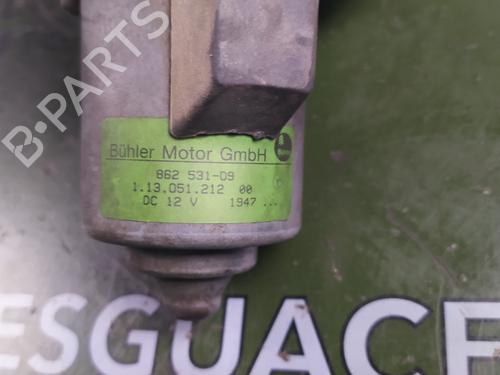 B-PARTS
Bühler Motor GmbH
862 531-09
1.13.051.212 00
DC 12 V 1947 ...
ESGUACE